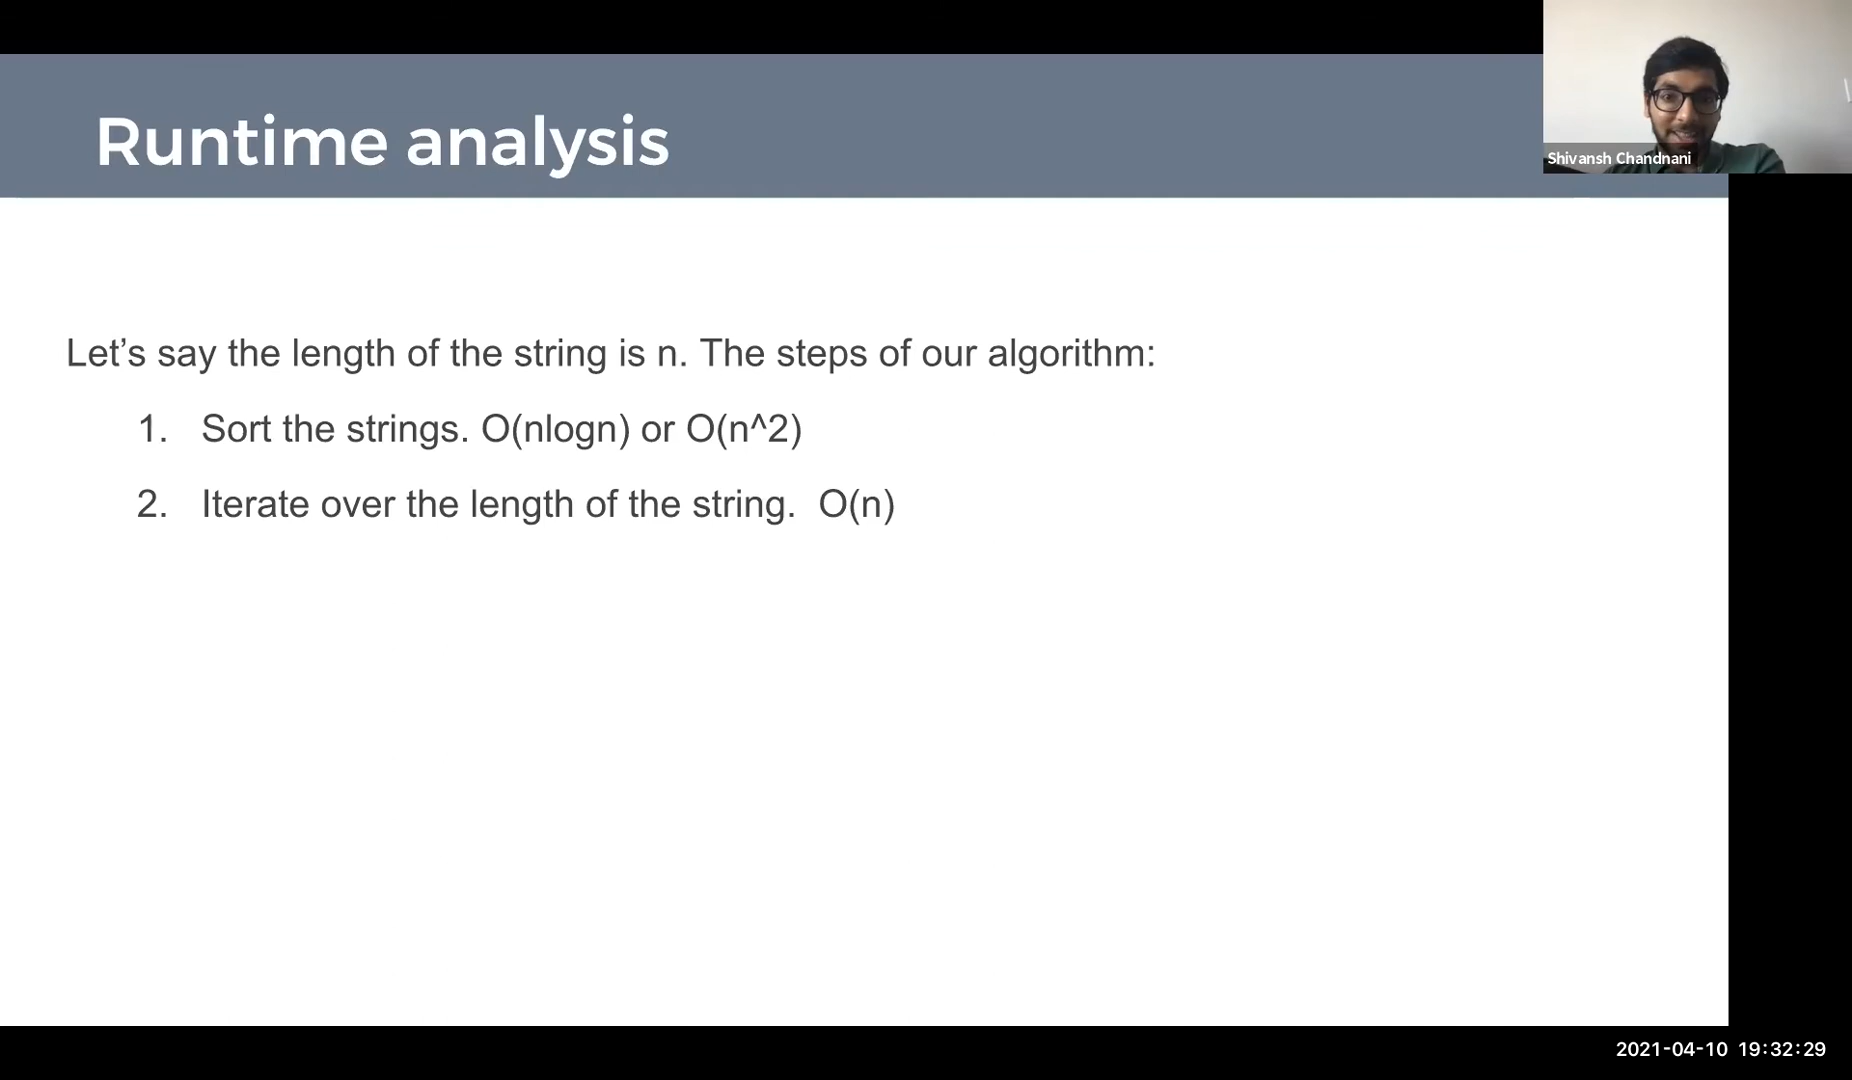 Runtime analysis
Shivansh Chandnani
Let’s say the length of the string is n. The steps of our algorithm:
1. Sort the strings. O(nlogn) or O(n^2)
2. Iterate over the length of the string.  O(n)
2021-04-10 19:32:29